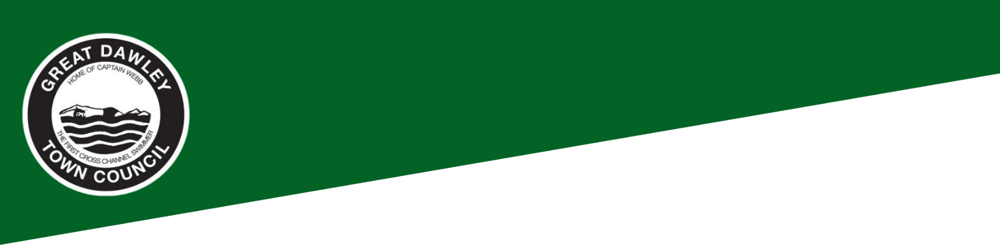 GREAT DAWLEY
HOME OF CAPTAIN WEBB
THE FIRST CROSS CHANNEL SWIMMER
TOWN COUNCIL